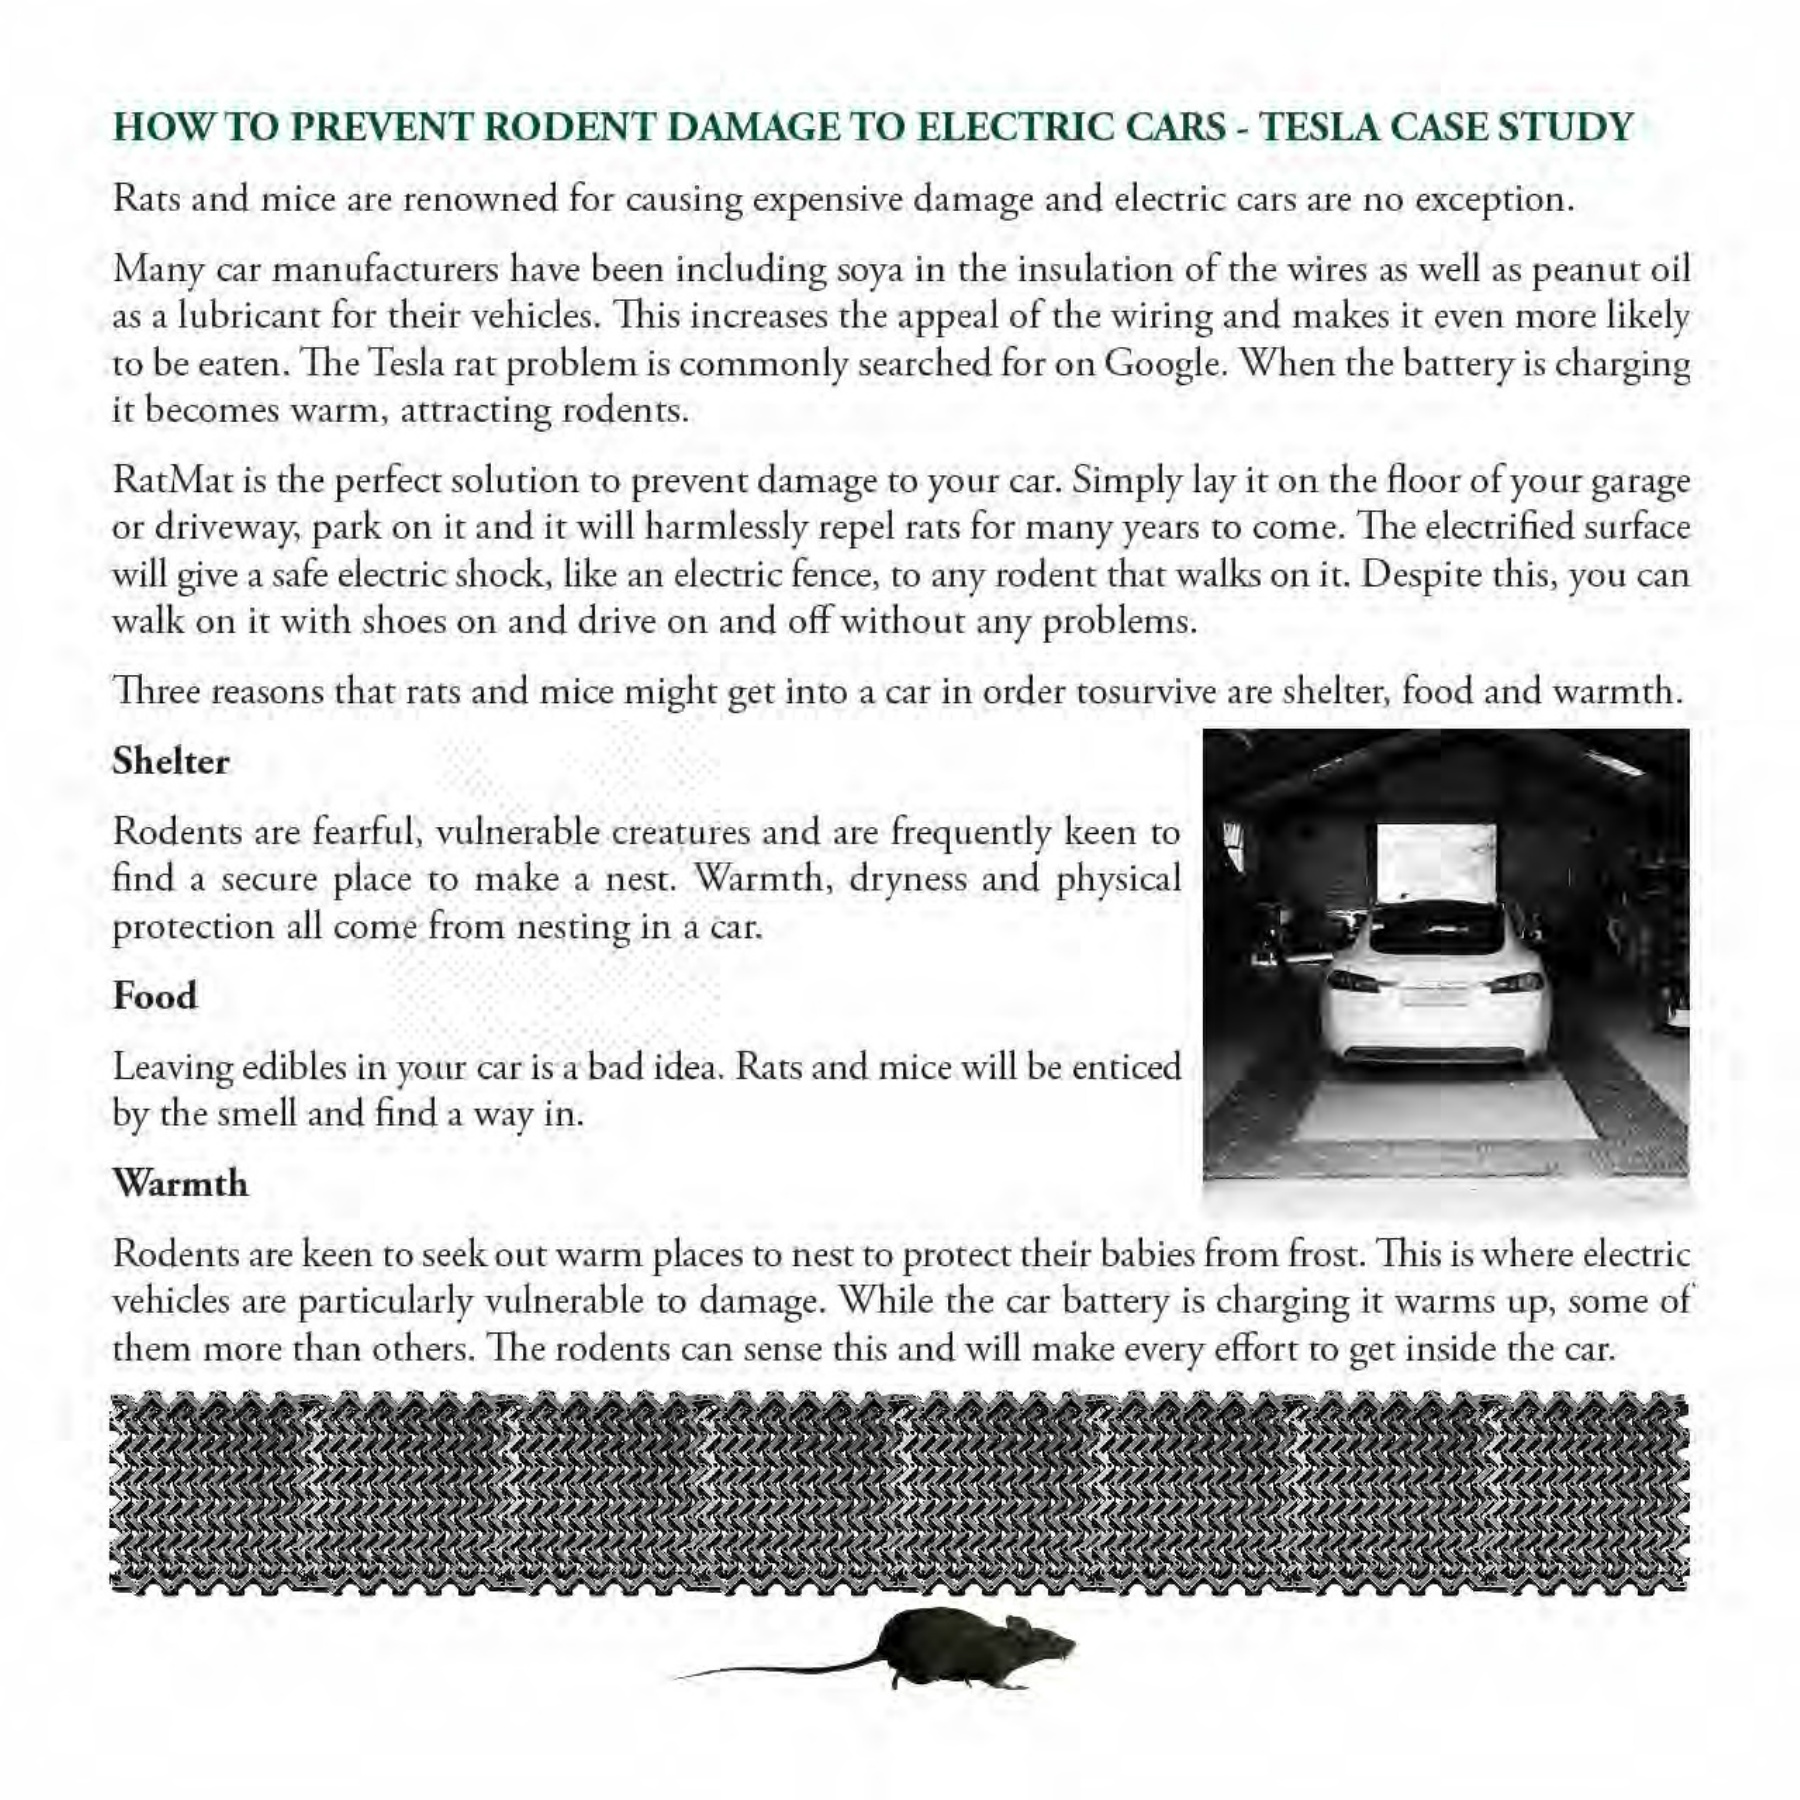 HOW TO PREVENT RODENT DAMAGE TO ELECTRIC CARS - TESLA CASE STUDY
Rats and mice are renowned for causing expensive damage and electric cars are no exception.
Many car manufacturers have been including soya in the insulation of the wires as well as peanut oil
as a lubricant for their vehicles. This increases the appeal of the wiring and makes it even more likely
to be eaten. The Tesla rat problem is commonly searched for on Google. When the battery is charging
it becomes warm, attracting rodents.
RatMat is the perfect solution to prevent damage to your car. Simply lay it on the floor of your garage
or driveway, park on it and it will harmlessly repel rats for many years to come. The electrified surface
will give a safe electric shock, like an electric fence, to any rodent that walks on it. Despite this, you can
walk on it with shoes on and drive on and off without any problems.
Three reasons that rats and mice might get into a car in order tosurvive are shelter, food and warmth.
Shelter
Rodents are fearful, vulnerable creatures and are frequently keen to
find a secure place to make a nest. Warmth, dryness and physical
protection all come from nesting in a car.
Food
Leaving edibles in your car is a bad idea. Rats and mice will be enticed
by the smell and find a way in.
Warmth
Rodents are keen to seek out warm places to nest to protect their babies from frost. This is where electric
vehicles are particularly vulnerable to damage. While the car battery is charging it warms up, some of
them more than others. The rodents can sense this and will make every effort to get inside the car.